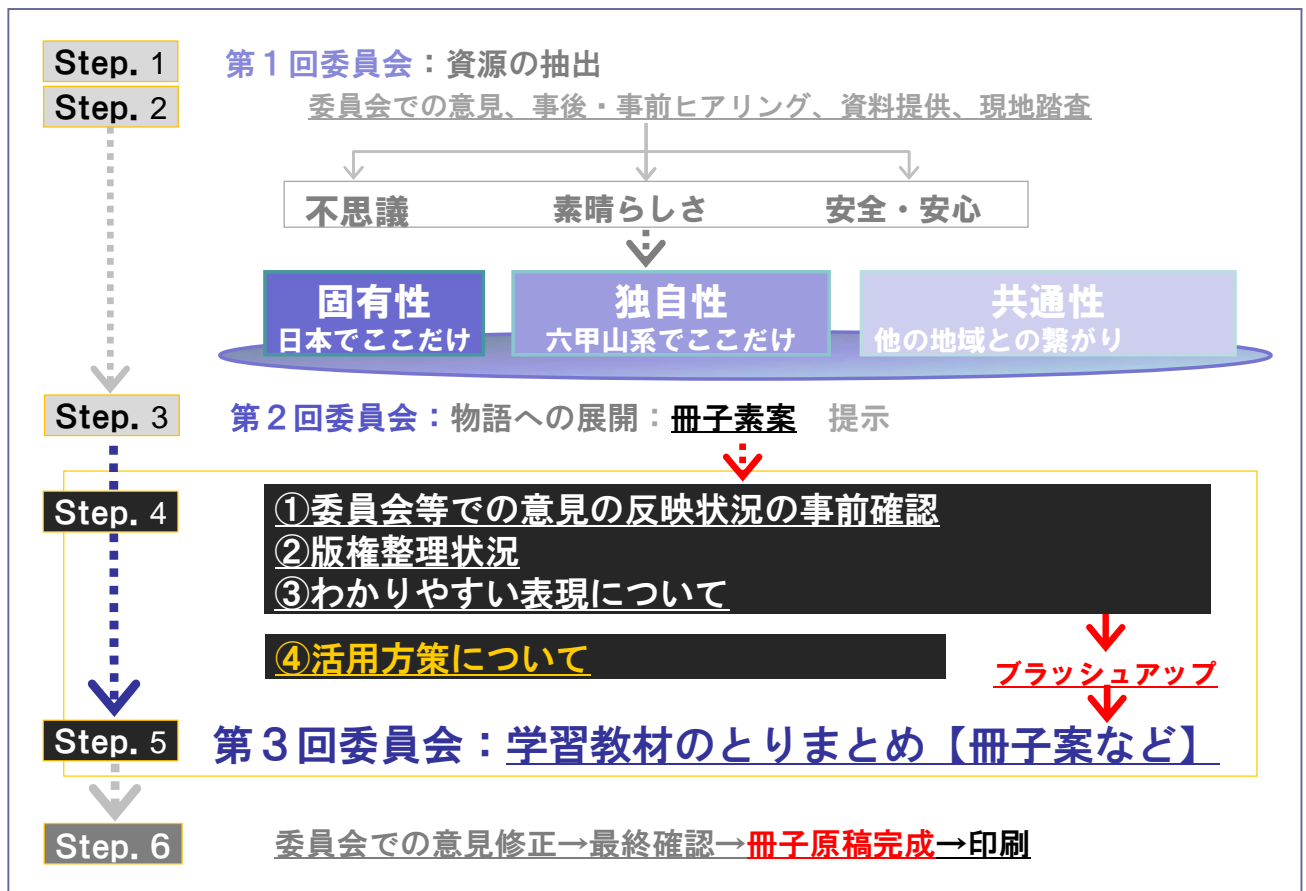 Step. 1 第１回委員会：資源の抽出
Step. 2 委員会での意見、事後・事前ヒアリング、資料提供、現地踏査
不思議 素晴らしさ 安全・安心
固有性 独自性 共通性
日本でここだけ 六甲山系でここだけ 他の地域との繋がり
Step. 3 第２回委員会：物語への展開：冊子素案 提示
Step. 4 ①委員会等での意見の反映状況の事前確認
②版権整理状況
③わかりやすい表現について
④活用方策について
ブラッシュアップ
Step. 5 第３回委員会：学習教材のとりまとめ【冊子案など】
Step. 6 委員会での意見修正→最終確認→冊子原稿完成→印刷